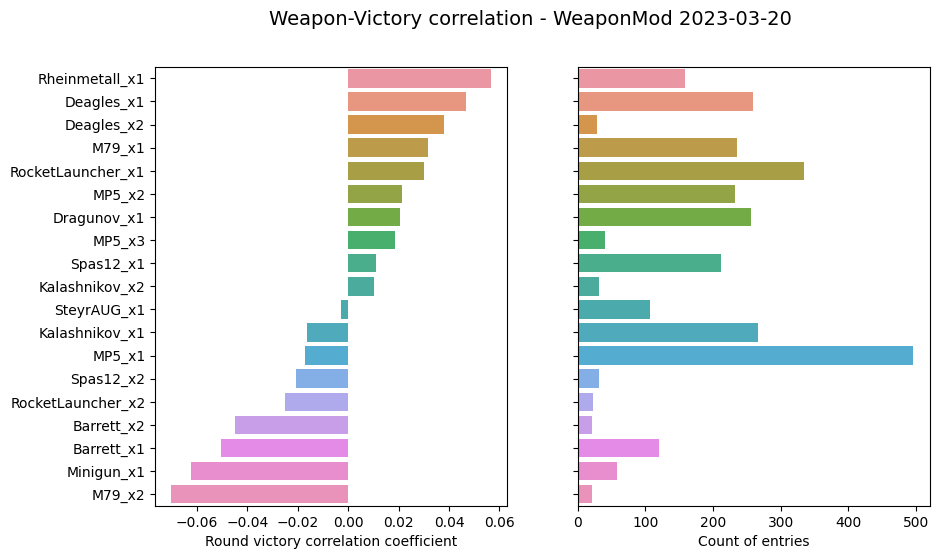 Weapon-Victory correlation - WeaponMod 2023-03-20
Rheinmetall_x1
Deagles_x1
Deagles_x2
M79_x1
RocketLauncher_x1
MP5_x2
Dragunov_x1
MP5_x3
Spas12_x1
Kalashnikov_x2
SteyrAUG_x1
Kalashnikov_x1
MP5_x1
Spas12_x2
RocketLauncher_x2
Barrett_x2
Barrett_x1
Minigun_x1
M79_x2
−0.06 −0.04 −0.02 0.00 0.02 0.04 0.06
Round victory correlation coefficient
0 100 200 300 400 500
Count of entries